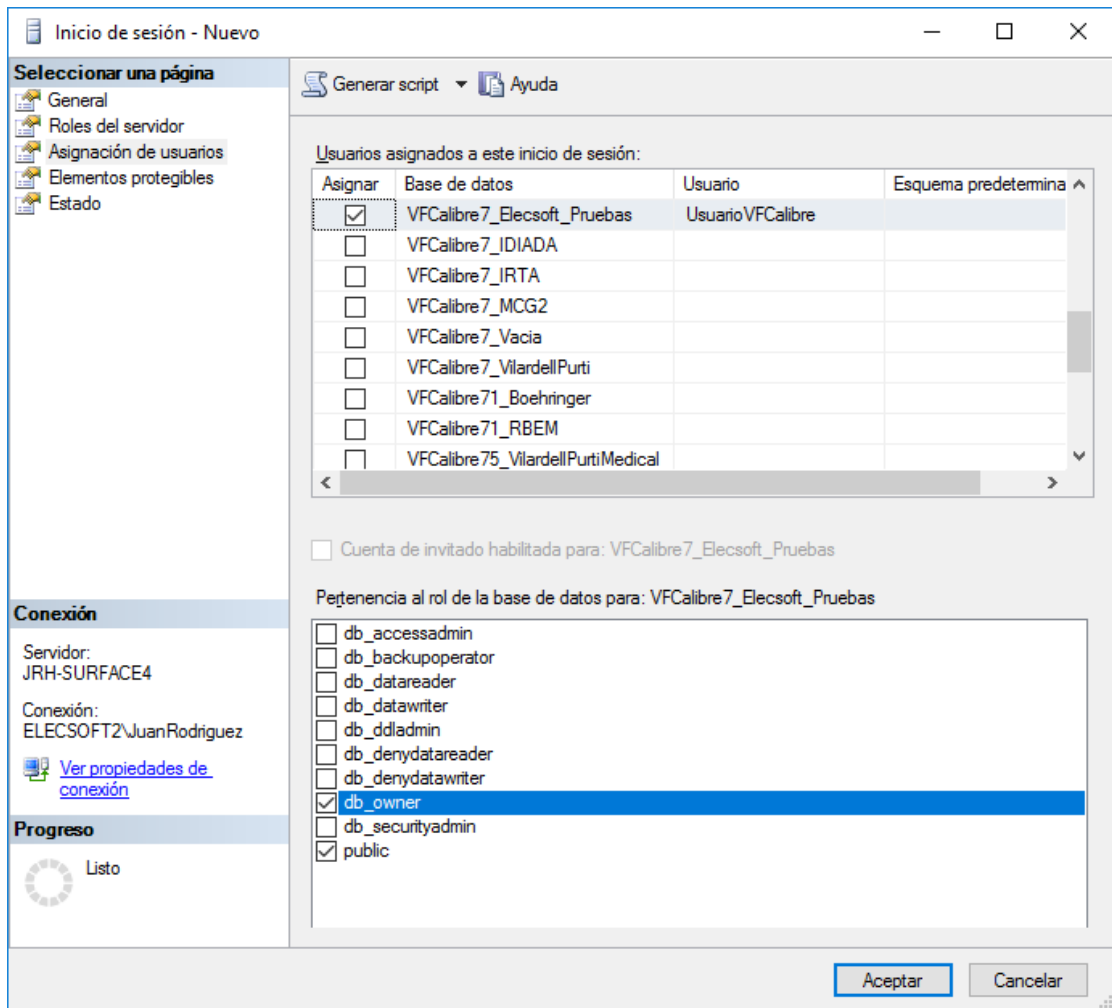 Inicio de sesión - Nuevo
Seleccionar una página
General
Roles del servidor
Asignación de usuarios
Elementos protegibles
Estado
Generar script
Ayuda
Usuarios asignados a este inicio de sesión:
Asignar Base de datos Usuario Esquema predetermina
VFCalibre7_Elecsoft_Pruebas UsuarioVFCalibre
VFCalibre7_IDIADA
VFCalibre7_IRTA
VFCalibre7_MCG2
VFCalibre7_Vacia
VFCalibre7_VilardellPurti
VFCalibre71_Boehringer
VFCalibre71_RBEM
VFCalibre75_VilardellPurtiMedical
Cuenta de invitado habilitada para: VFCalibre7_Elecsoft_Pruebas
Pertenencia al rol de la base de datos para: VFCalibre7_Elecsoft_Pruebas
db_accessadmin
db_backupoperator
db_datareader
db_datawriter
db_ddladmin
db_denydatareader
db_denydatawriter
db_owner
db_securityadmin
public
Conexión
Servidor:
JRH-SURFACE4
Conexión:
ELECSOFT2\JuanRodriguez
Ver propiedades de
conexión
Progreso
Listo
Aceptar
Cancelar